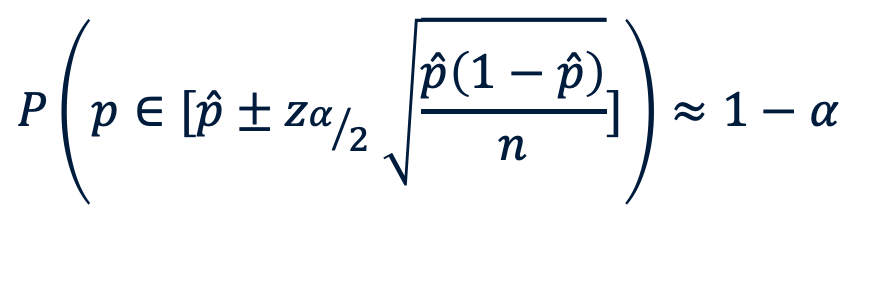 P(p ∈ [p̂ ± z_{α/2} √(p̂(1 − p̂)/n)]) ≈ 1 − α